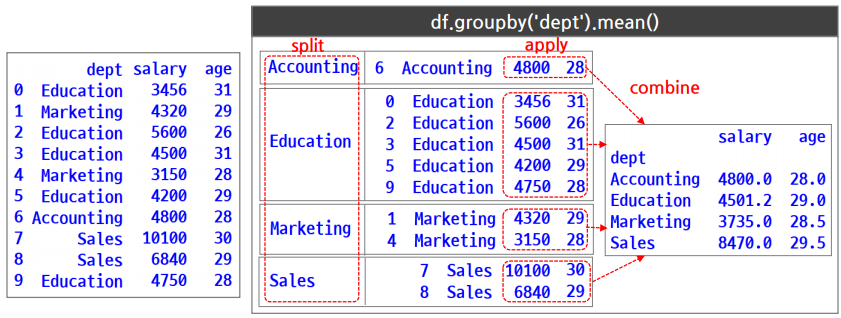 dept salary age
0 Education 3456 31
1 Marketing 4320 29
2 Education 5600 26
3 Education 4500 31
4 Marketing 3150 28
5 Education 4200 29
6 Accounting 4800 28
7 Sales 10100 30
8 Sales 6840 29
9 Education 4750 28
df.groupby('dept').mean()
split
apply
combine
Accounting
6 Accounting 4800 28
Education
0 Education 3456 31
2 Education 5600 26
3 Education 4500 31
5 Education 4200 29
9 Education 4750 28
Marketing
1 Marketing 4320 29
4 Marketing 3150 28
Sales
7 Sales 10100 30
8 Sales 6840 29
salary age
dept
Accounting 4800.0 28.0
Education 4501.2 29.0
Marketing 3735.0 28.5
Sales 8470.0 29.5